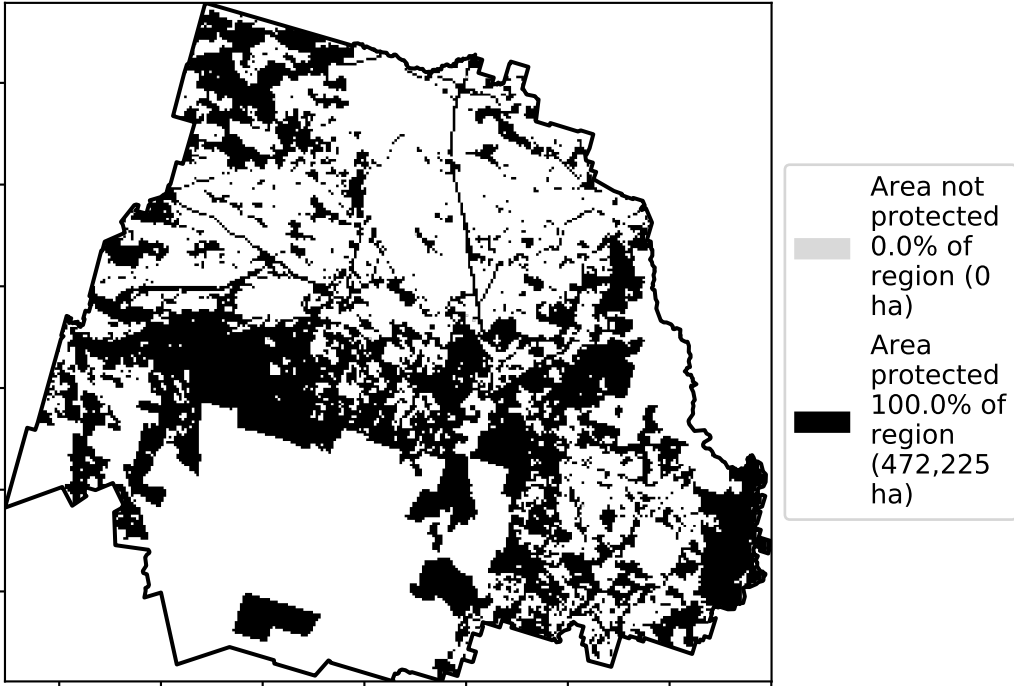 Area not
protected
0.0% of
region (0
ha)
Area
protected
100.0% of
region
(472,225
ha)